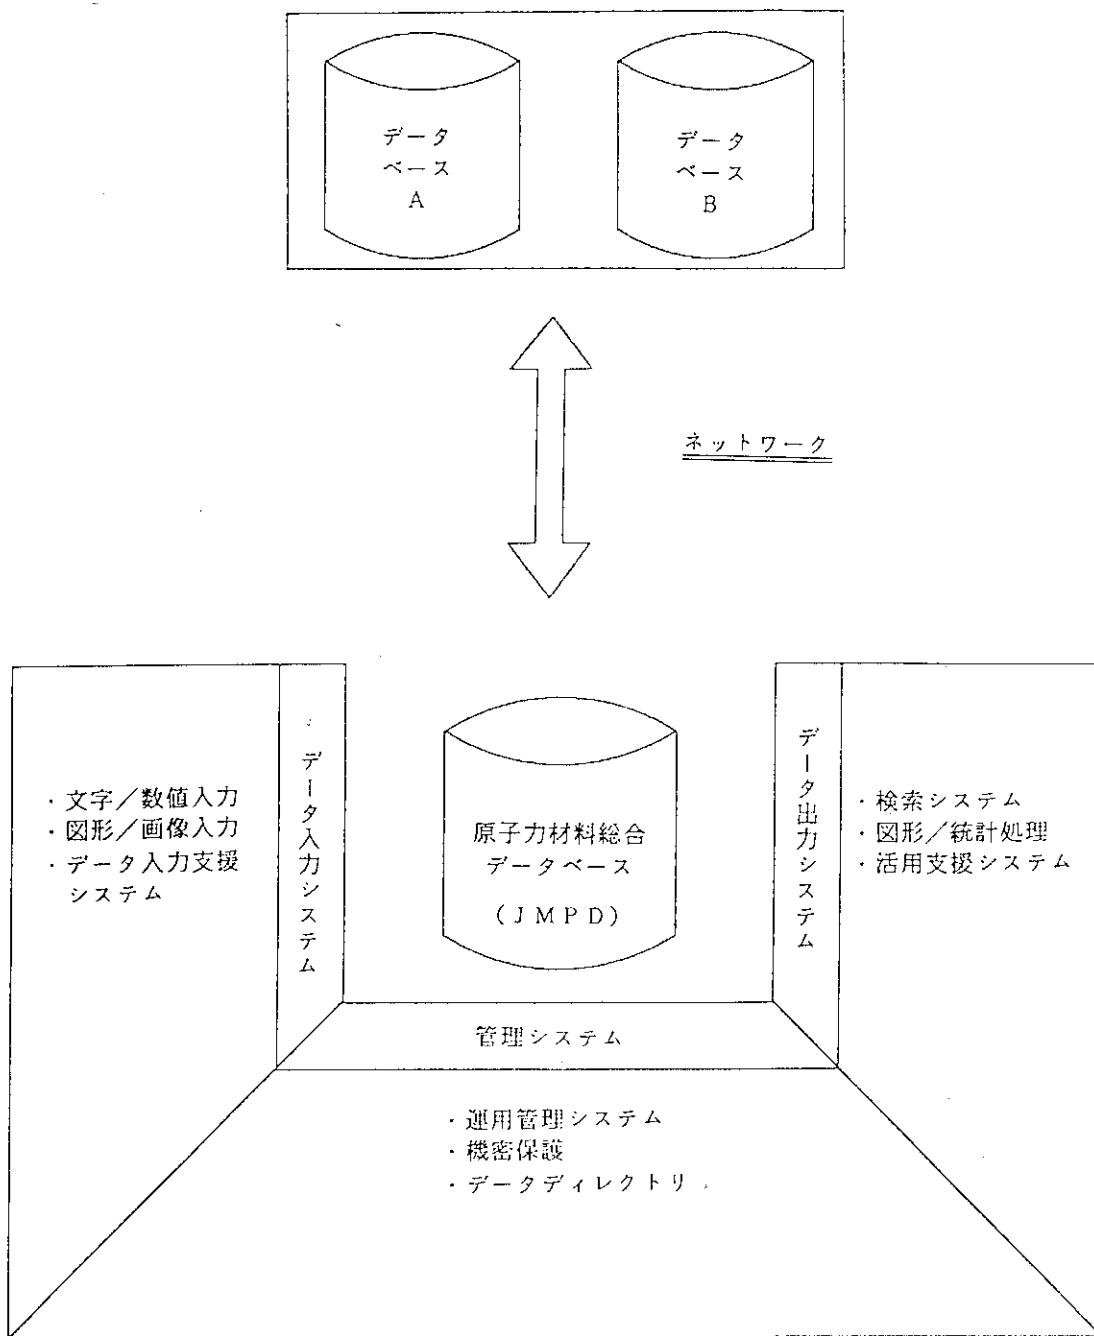 データ
ベース
A
データ
ベース
B
ネットワーク
・文字／数値入力
・図形／画像入力
・データ入力支援
システム
データ入力システム
原子力材料総合
データベース
(JMPD)
データ出力システム
・検索システム
・図形／統計処理
・活用支援システム
管理システム
・運用管理システム
・機密保護
・データディレクトリ